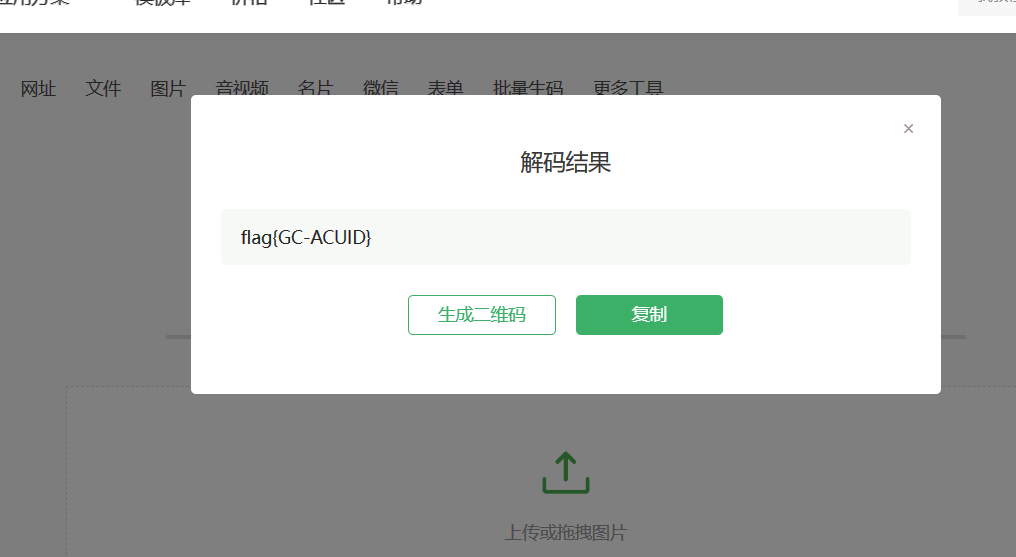 模板库 价格 社区 帮助
网址 文件 图片 音视频 名片 微信 表单 批量生码 更多工具
×
解码结果
flag{GC-ACUID}
生成二维码 复制
上传或拖拽图片